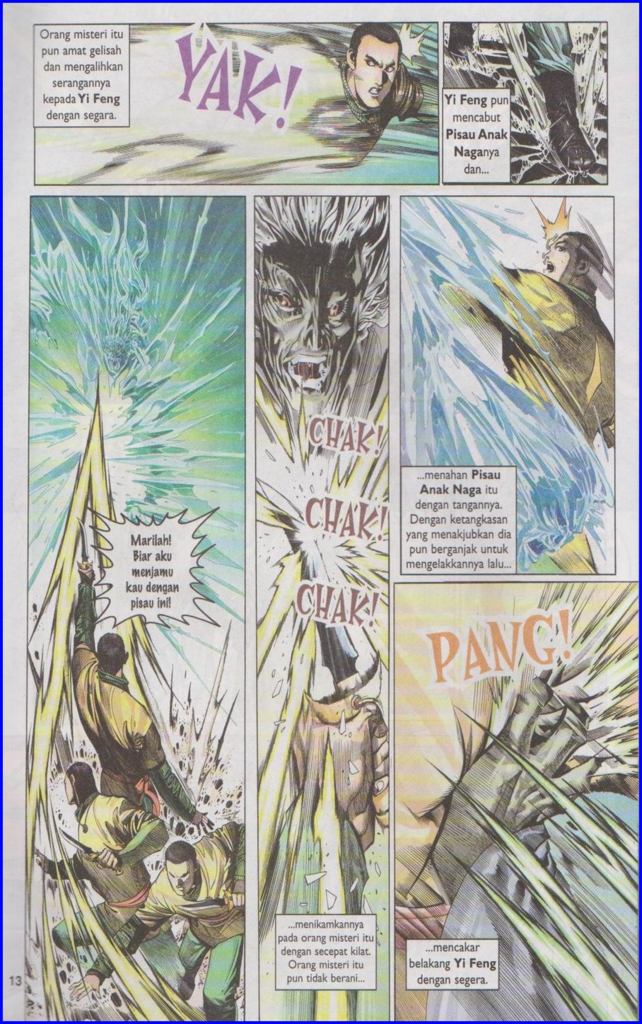 Orang misteri itu
pun amat gelisah
dan mengalihkan
serangannya
kepada Yi Feng
dengan segera.
YAK!
Yi Feng pun
mencabut
Pisau Anak
Naganya
dan...
Marilah!
Biar aku
menjamu
kau dengan
pisau ini!
CHAK!
CHAK!
CHAK!
...menikamkannya
pada orang misteri itu
dengan secepat kilat.
Orang misteri itu
pun tidak berani...
...menahan Pisau
Anak Naga itu
dengan tangannya.
Dengan ketangkasan
yang menakjubkan dia
pun berganjak untuk
mengelakkannya lalu...
PANG!
...mencakar
belakang Yi Feng
dengan segera.
13